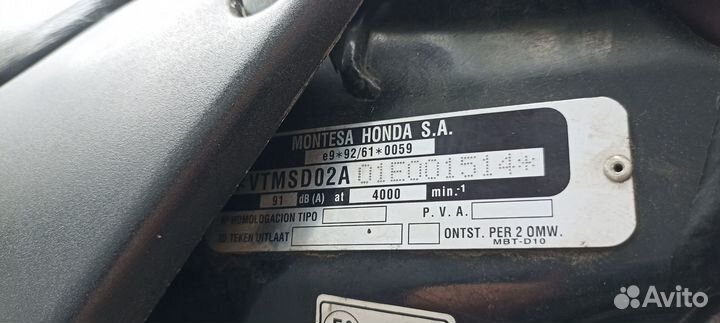 MONTESA HONDA S.A.
e9*92/61*0059
VTMSD02A 01E001514*
91 dB (A) at 4000 min.-1
Nº HOMOLOGACION TIPO P. V. A.
ID TEKEN UITLAAT ONTST. PER 2 OMW.
MBT-D10
Avito